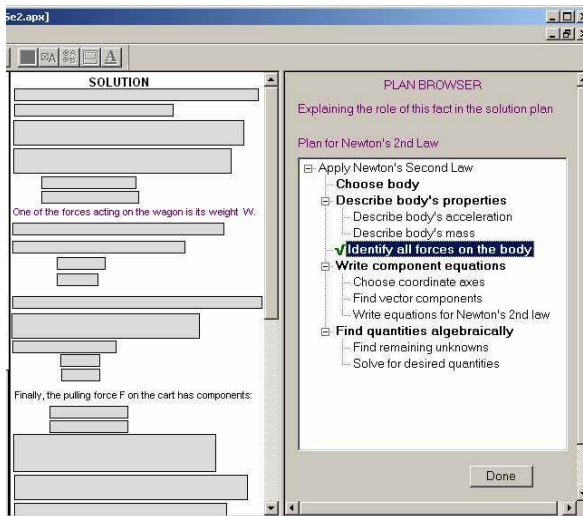 5e2.apx]
A
A
SOLUTION
One of the forces acting on the wagon is its weight W.
Finally, the pulling force F on the cart has components:
PLAN BROWSER
Explaining the role of this fact in the solution plan
Plan for Newton's 2nd Law
Apply Newton's Second Law
Choose body
Describe body's properties
Describe body's acceleration
Describe body's mass
Identify all forces on the body
Write component equations
Choose coordinate axes
Find vector components
Write equations for Newton's 2nd law
Find quantities algebraically
Find remaining unknowns
Solve for desired quantities
Done